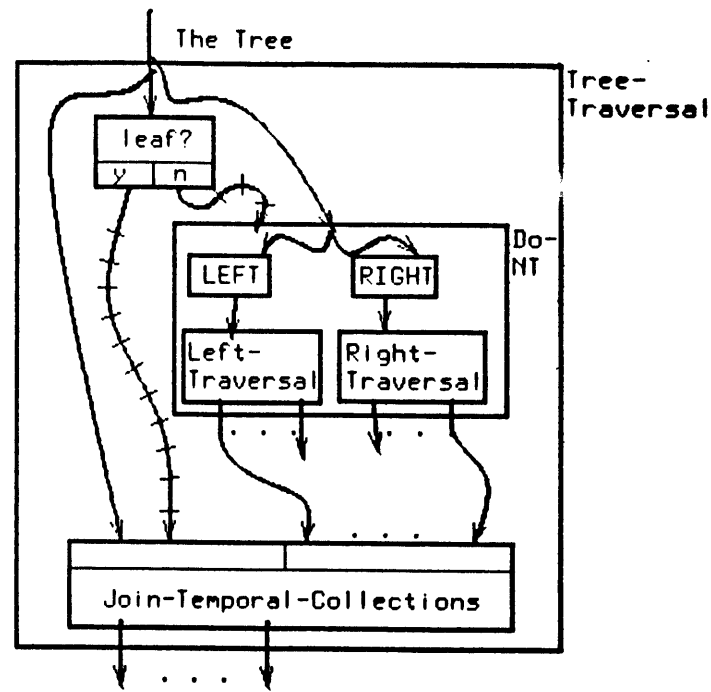 The Tree
Tree-
Traversal
leaf?
y n
Do-
NT
LEFT
RIGHT
Left-
Traversal
Right-
Traversal
. . . .
. . .
. . .
Join-Temporal-Collections
. . . .